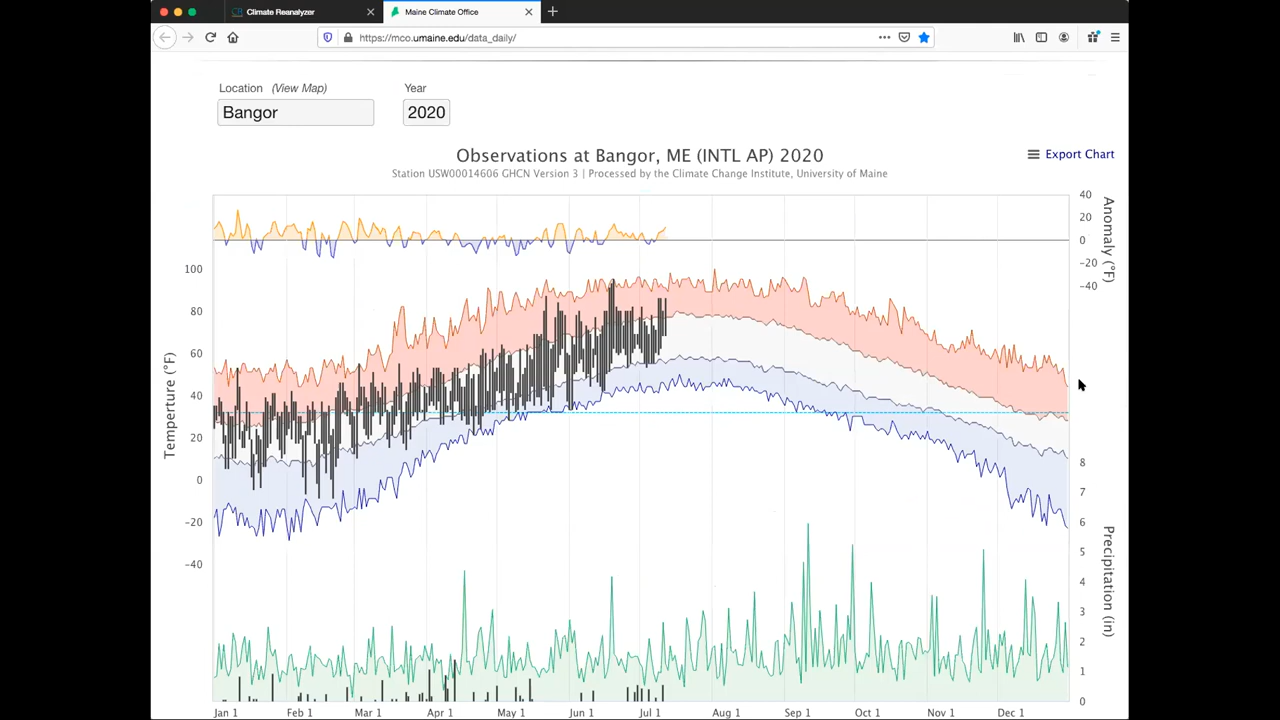 Climate Reanalyzer
Maine Climate Office
https://mco.umaine.edu/data_daily/
Location (View Map)
Year
Bangor
2020
Observations at Bangor, ME (INTL AP) 2020
Export Chart
Station USW00014606 GHCN Version 3 | Processed by the Climate Change Institute, University of Maine
40
20
0
-20
-40
Anomaly (°F)
100
80
60
40
20
0
-20
-40
Temperture (°F)
8
7
6
5
4
3
2
1
0
Precipitation (in)
Jan 1
Feb 1
Mar 1
Apr 1
May 1
Jun 1
Jul 1
Aug 1
Sep 1
Oct 1
Nov 1
Dec 1